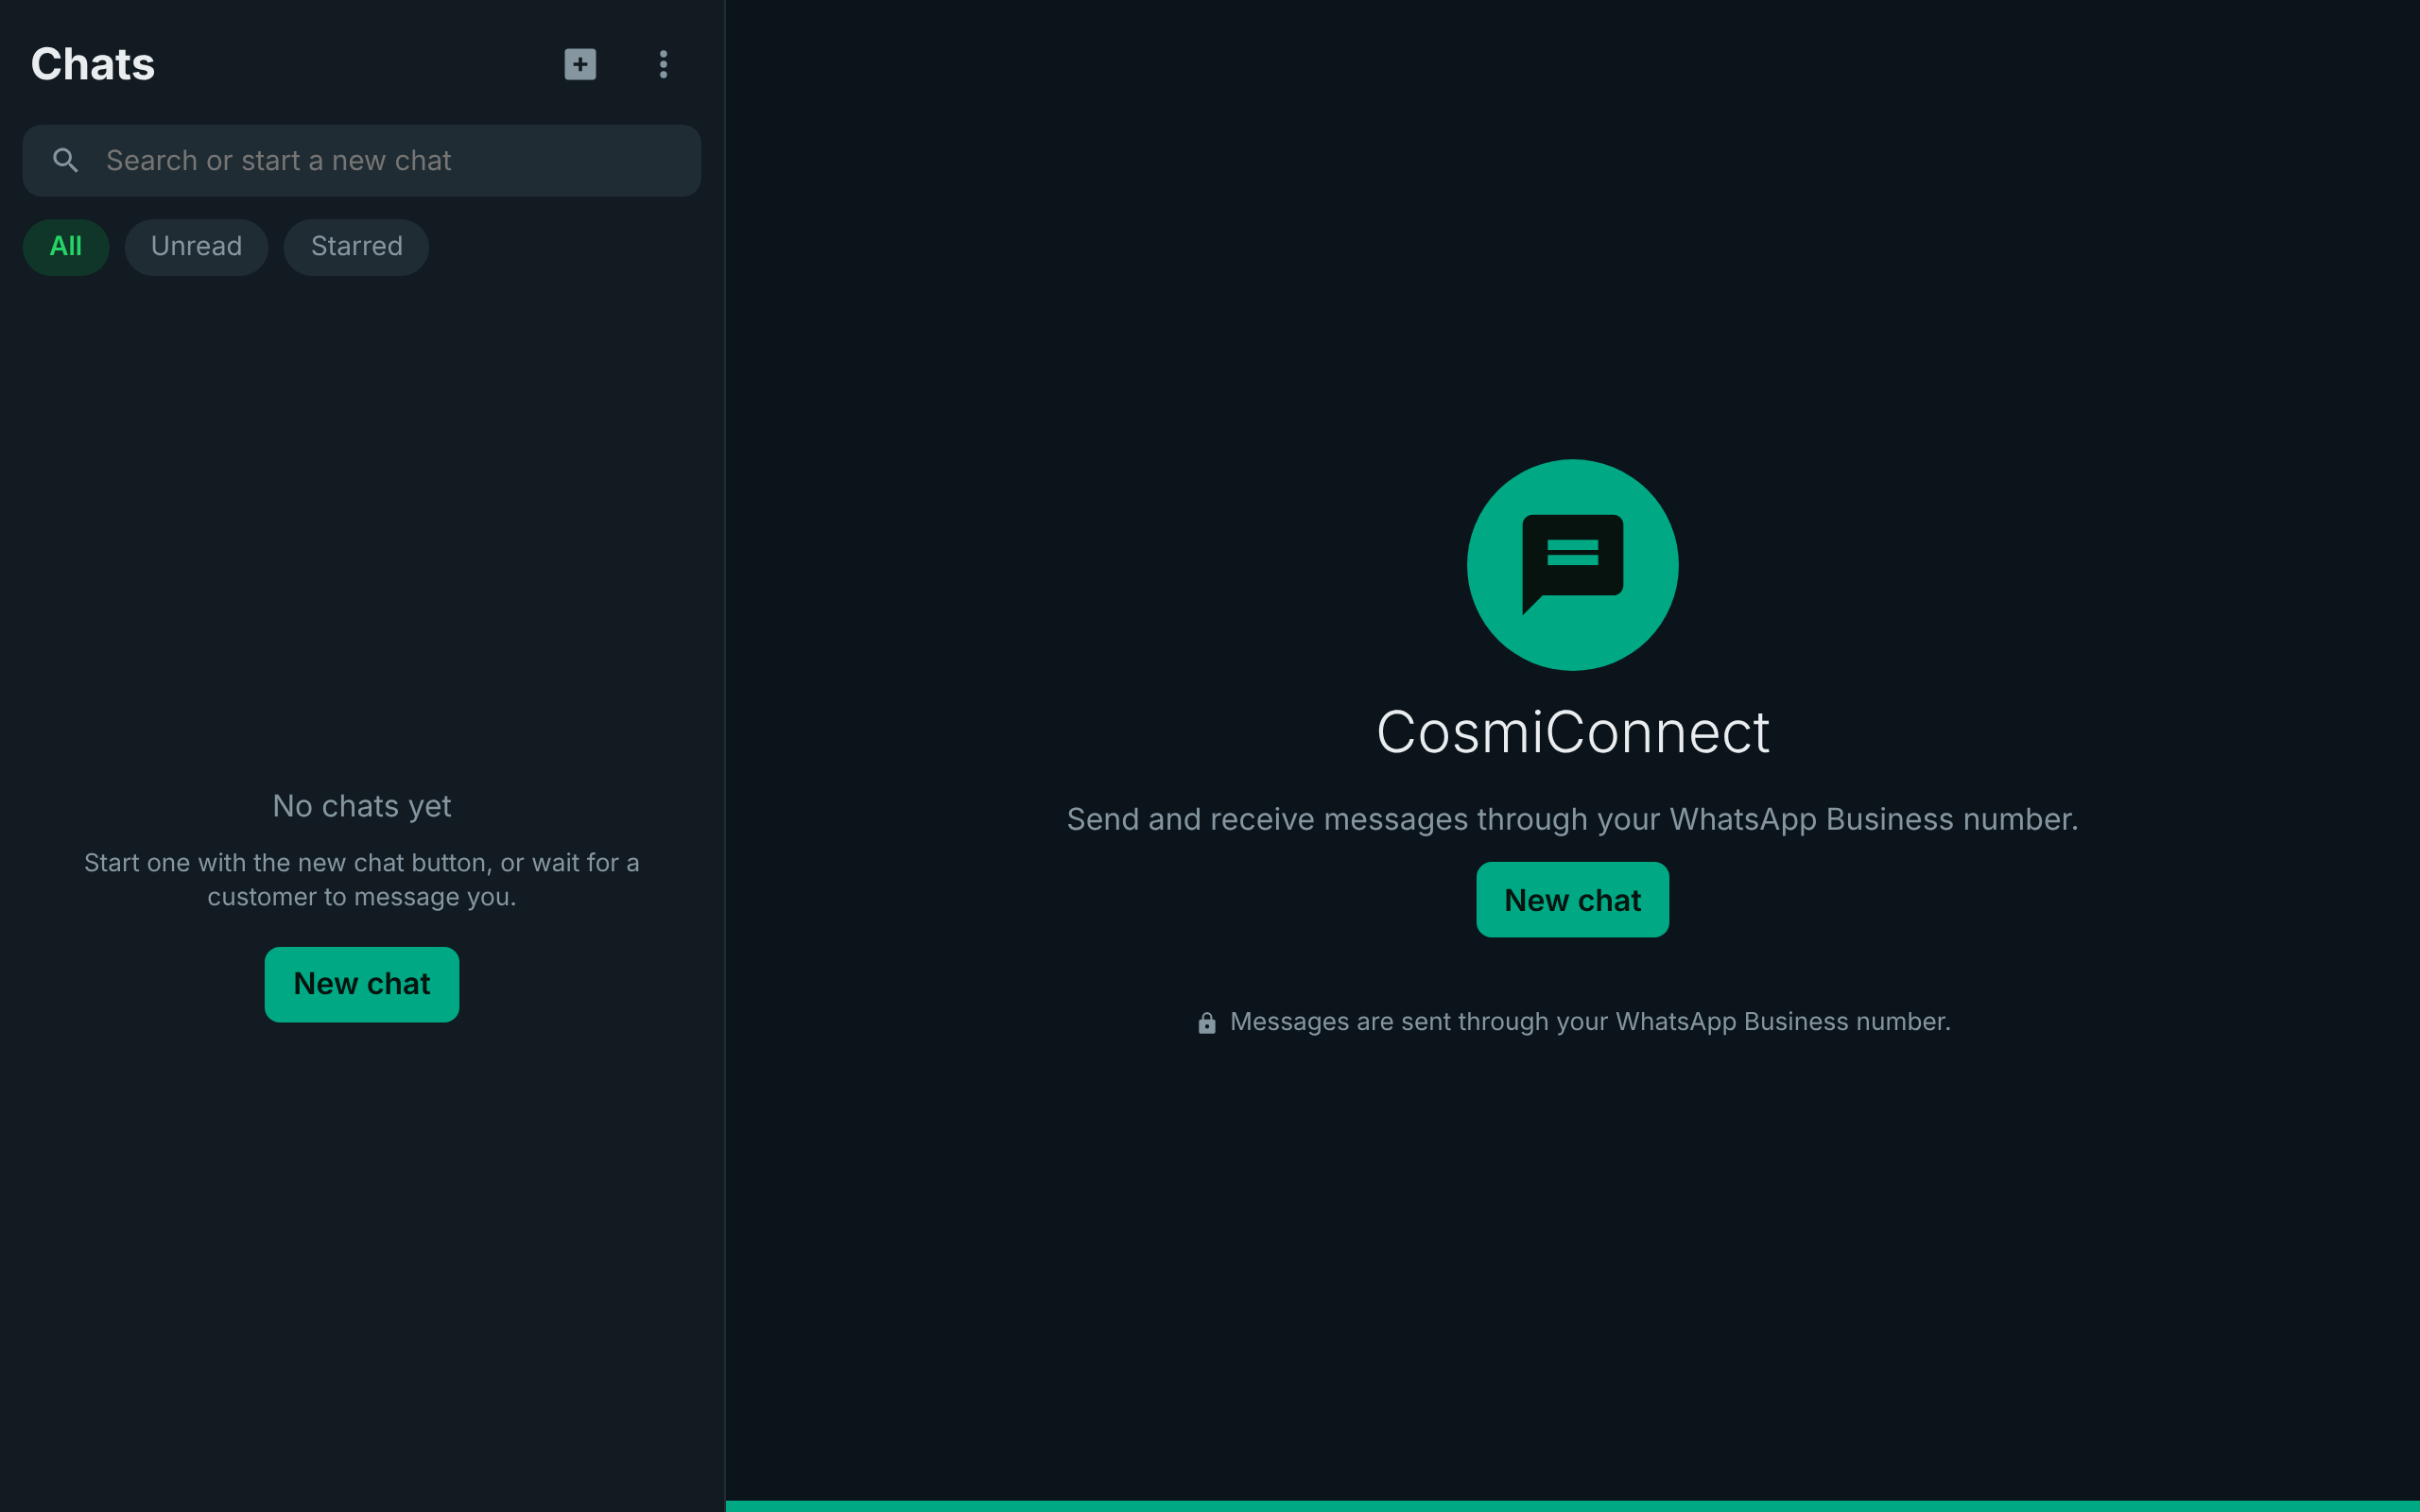 Chats
Search or start a new chat
All
Unread
Starred
No chats yet
Start one with the new chat button, or wait for a
customer to message you.
New chat
CosmiConnect
Send and receive messages through your WhatsApp Business number.
New chat
Messages are sent through your WhatsApp Business number.